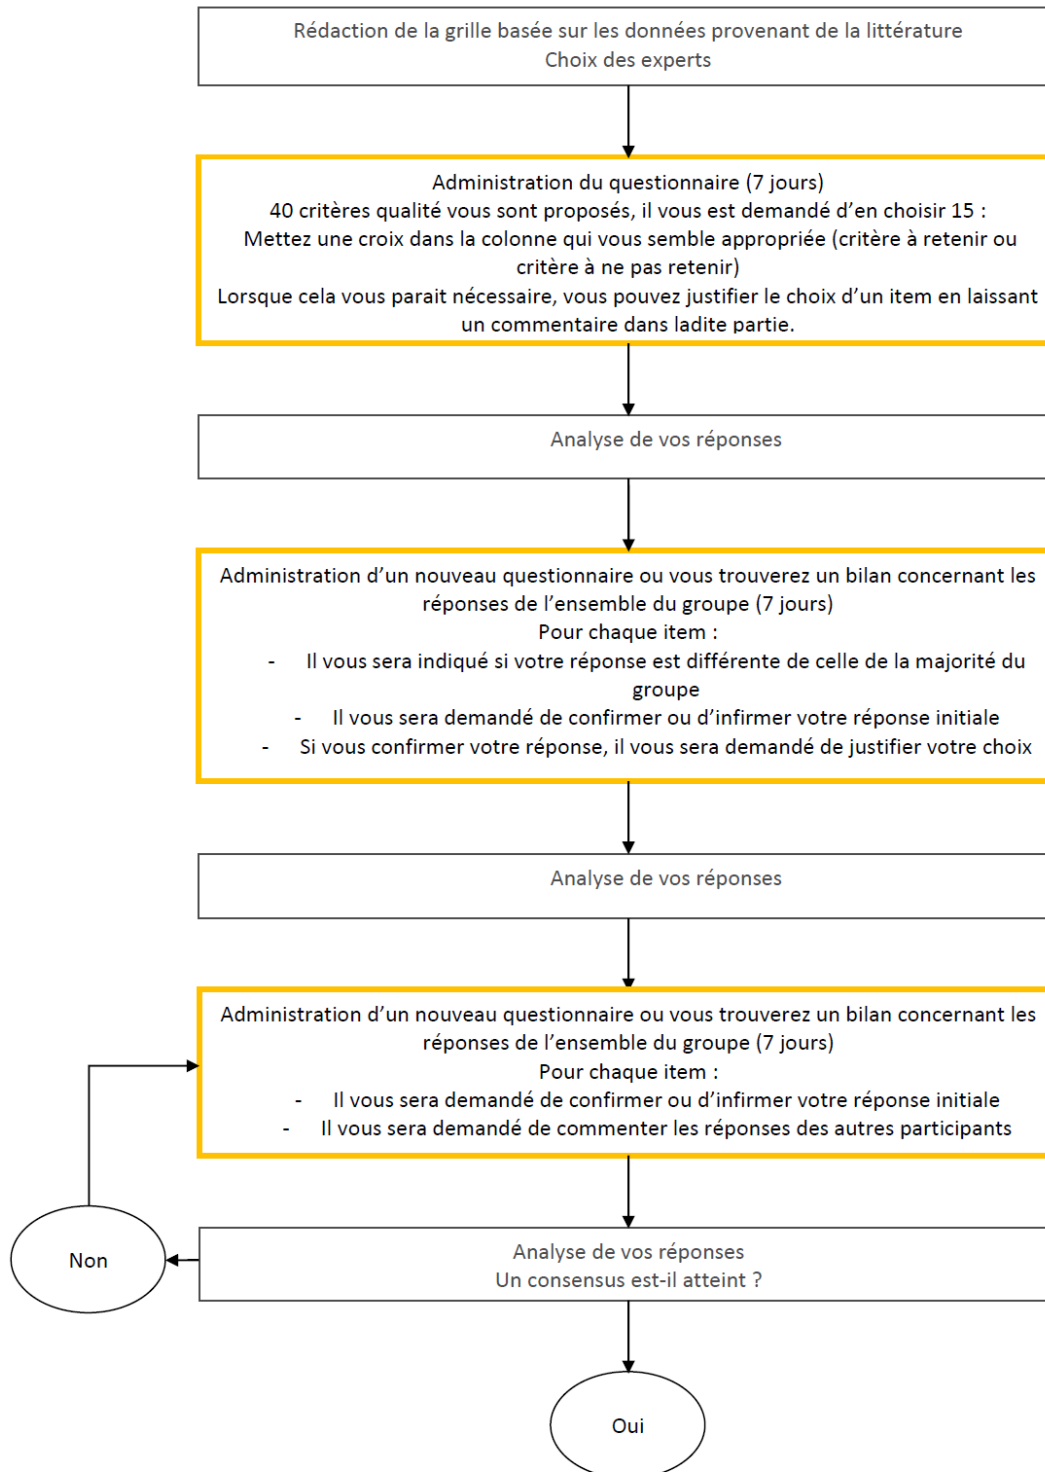 Rédaction de la grille basée sur les données provenant de la littérature
Choix des experts
Administration du questionnaire (7 jours)
40 critères qualité vous sont proposés, il vous est demandé d’en choisir 15 :
Mettez une croix dans la colonne qui vous semble appropriée (critère à retenir ou
critère à ne pas retenir)
Lorsque cela vous parait nécessaire, vous pouvez justifier le choix d’un item en laissant
un commentaire dans ladite partie.
Analyse de vos réponses
Administration d’un nouveau questionnaire ou vous trouverez un bilan concernant les
réponses de l’ensemble du groupe (7 jours)
Pour chaque item :
- Il vous sera indiqué si votre réponse est différente de celle de la majorité du
groupe
- Il vous sera demandé de confirmer ou d’infirmer votre réponse initiale
- Si vous confirmer votre réponse, il vous sera demandé de justifier votre choix
Analyse de vos réponses
Administration d’un nouveau questionnaire ou vous trouverez un bilan concernant les
réponses de l’ensemble du groupe (7 jours)
Pour chaque item :
- Il vous sera demandé de confirmer ou d’infirmer votre réponse initiale
- Il vous sera demandé de commenter les réponses des autres participants
Analyse de vos réponses
Un consensus est-il atteint ?
Non
Oui